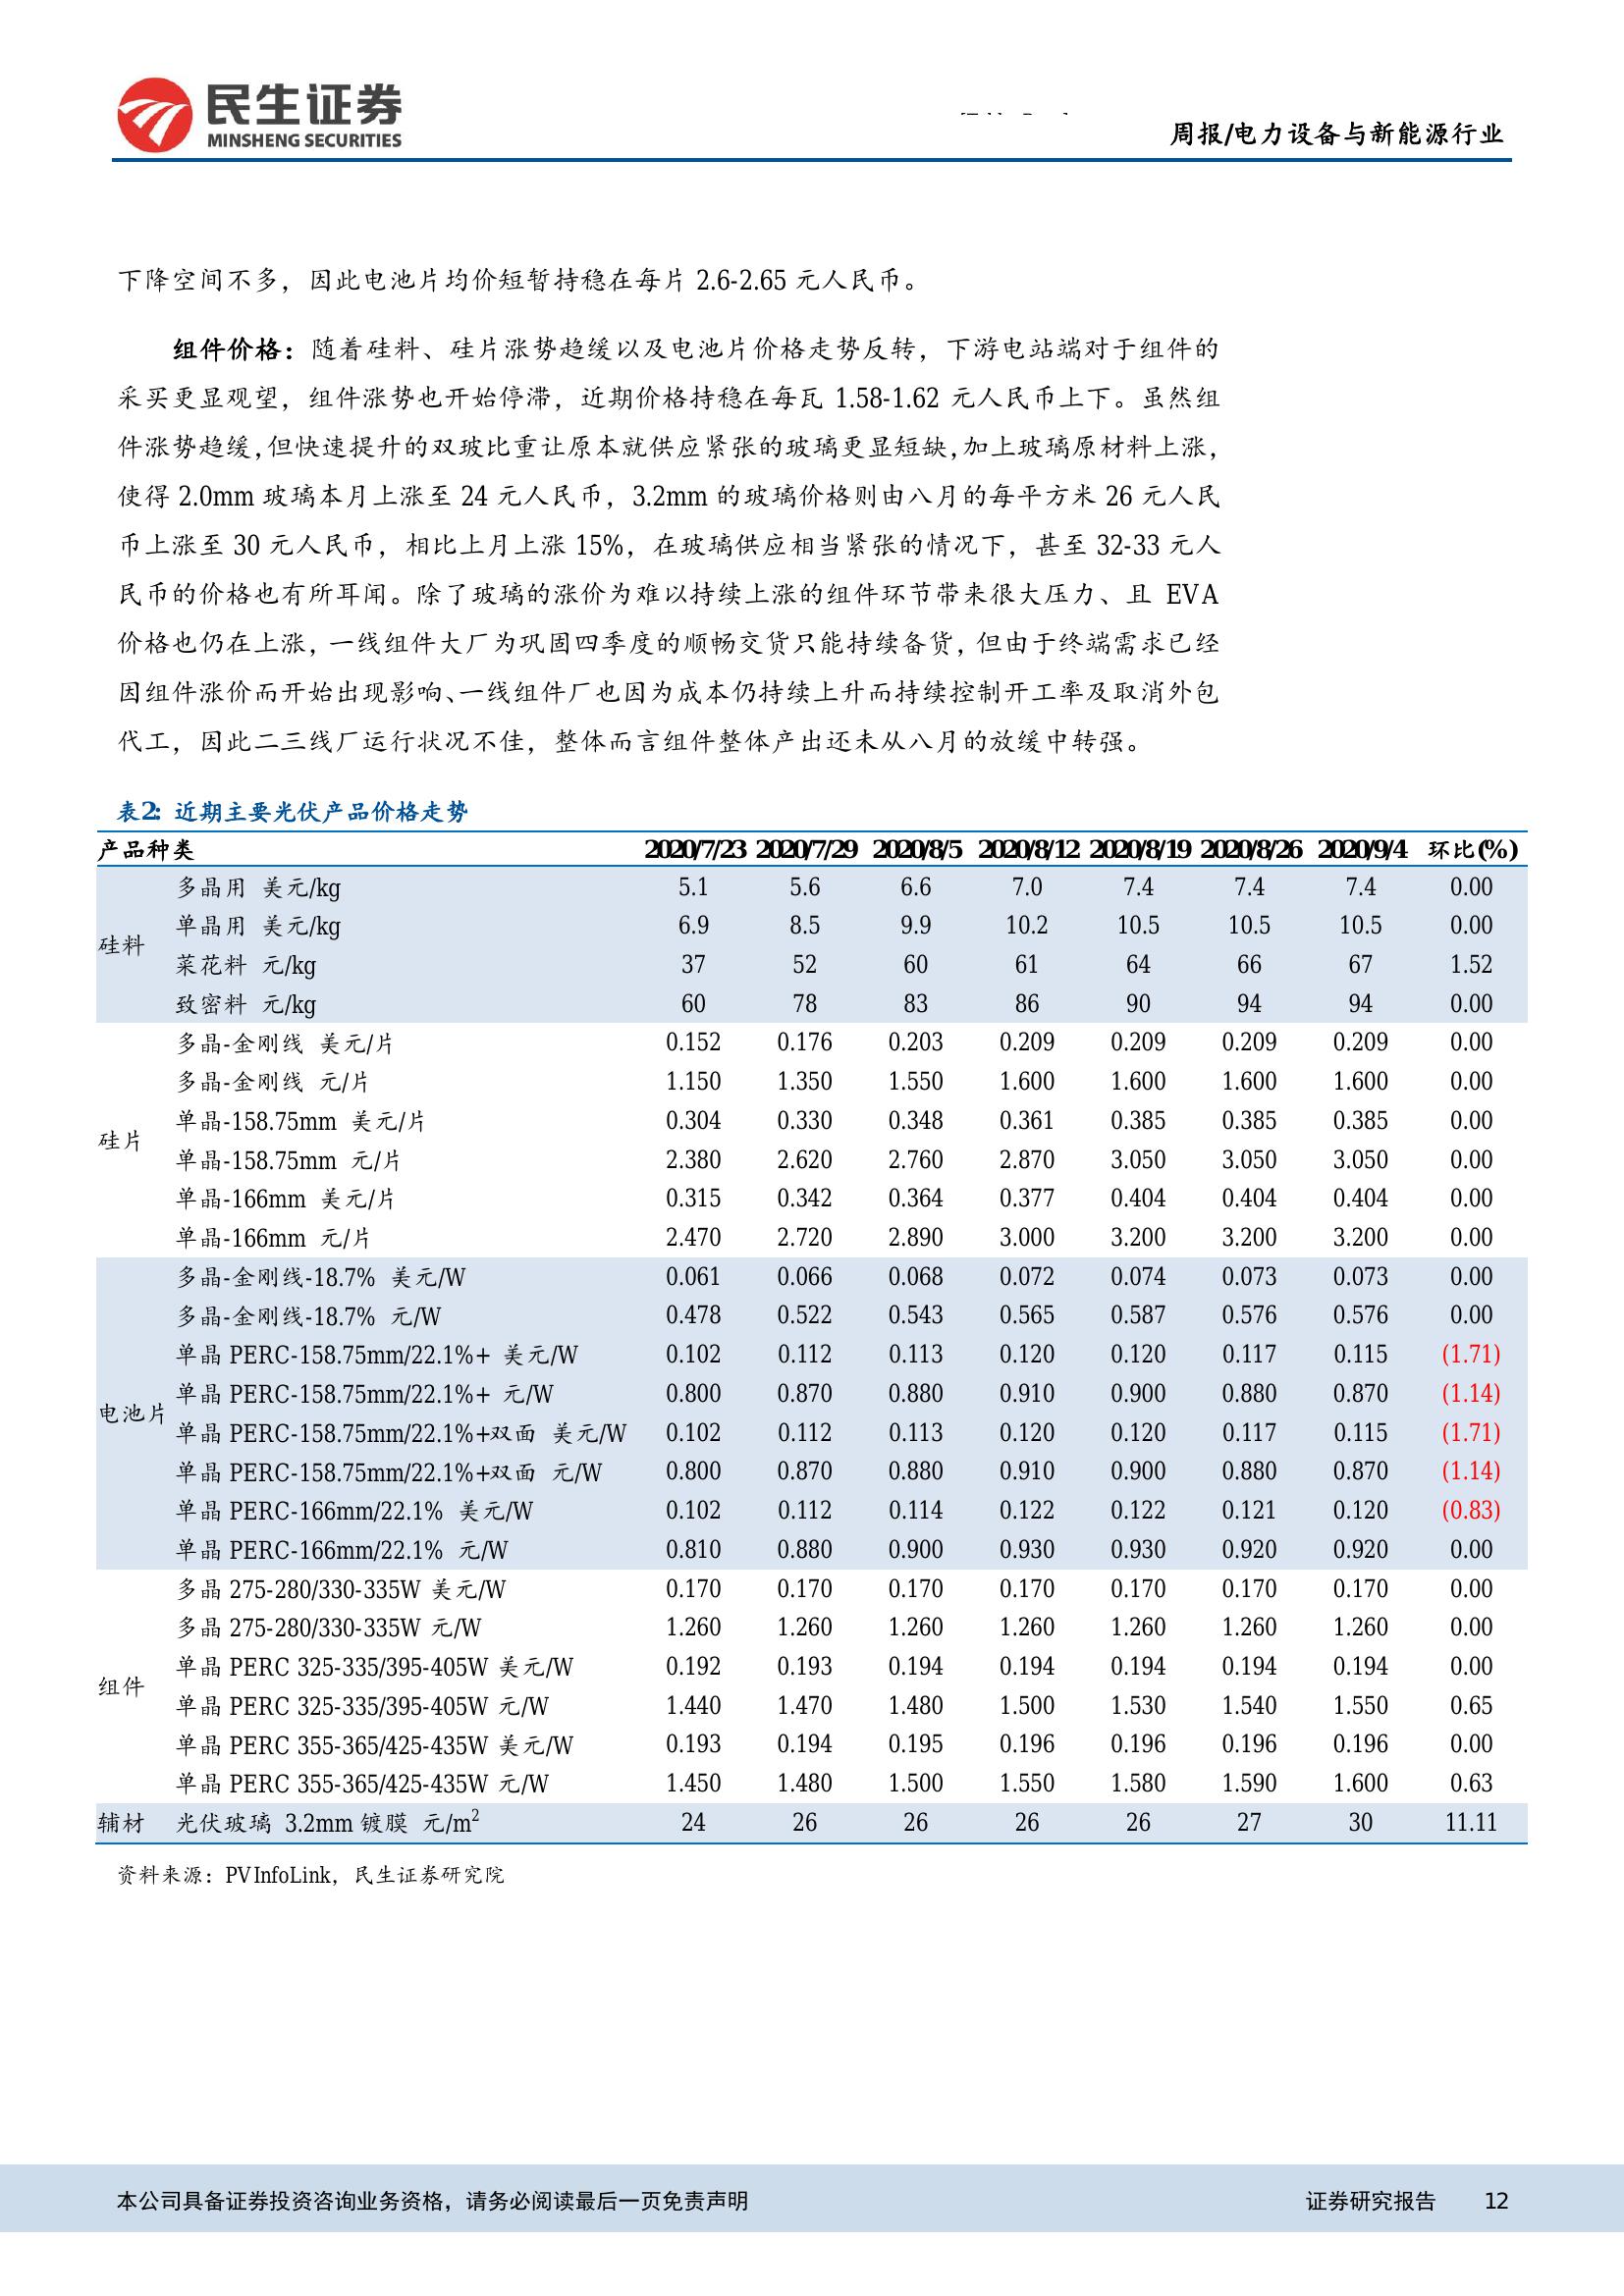 民生证券
MINSHENG SECURITIES
周报/电力设备与新能源行业
下降空间不多，因此电池片均价短暂持稳在每片 2.6-2.65 元人民币。
组件价格：随着硅料、硅片涨势趋缓以及电池片价格走势反转，下游电站端对于组件的
采买更显观望，组件涨势也开始停滞，近期价格持稳在每瓦 1.58-1.62 元人民币上下。虽然组
件涨势趋缓，但快速提升的双玻比重让原本就供应紧张的玻璃更显短缺，加上玻璃原材料上涨，
使得 2.0mm 玻璃本月上涨至 24 元人民币，3.2mm 的玻璃价格则由八月的每平方米 26 元人民
币上涨至 30 元人民币，相比上月上涨 15%，在玻璃供应相当紧张的情况下，甚至 32-33 元人
民币的价格也有所耳闻。除了玻璃的涨价为难以持续上涨的组件环节带来很大压力、且 EVA
价格也仍在上涨，一线组件大厂为巩固四季度的顺畅交货只能持续备货，但由于终端需求已经
因组件涨价而开始出现影响、一线组件厂也因为成本仍持续上升而持续控制开工率及取消外包
代工，因此二三线厂运行状况不佳，整体而言组件整体产出还未从八月的放缓中转强。
表2：近期主要光伏产品价格走势
产品种类 2020/7/23 2020/7/29 2020/8/5 2020/8/12 2020/8/19 2020/8/26 2020/9/4 环比(%)
硅料
多晶用 美元/kg 5.1 5.6 6.6 7.0 7.4 7.4 7.4 0.00
单晶用 美元/kg 6.9 8.5 9.9 10.2 10.5 10.5 10.5 0.00
菜花料 元/kg 37 52 60 61 64 66 67 1.52
致密料 元/kg 60 78 83 86 90 94 94 0.00
硅片
多晶-金刚线 美元/片 0.152 0.176 0.203 0.209 0.209 0.209 0.209 0.00
多晶-金刚线 元/片 1.150 1.350 1.550 1.600 1.600 1.600 1.600 0.00
单晶-158.75mm 美元/片 0.304 0.330 0.348 0.361 0.385 0.385 0.385 0.00
单晶-158.75mm 元/片 2.380 2.620 2.760 2.870 3.050 3.050 3.050 0.00
单晶-166mm 美元/片 0.315 0.342 0.364 0.377 0.404 0.404 0.404 0.00
单晶-166mm 元/片 2.470 2.720 2.890 3.000 3.200 3.200 3.200 0.00
电池片
多晶-金刚线-18.7% 美元/W 0.061 0.066 0.068 0.072 0.074 0.073 0.073 0.00
多晶-金刚线-18.7% 元/W 0.478 0.522 0.543 0.565 0.587 0.576 0.576 0.00
单晶 PERC-158.75mm/22.1%+ 美元/W 0.102 0.112 0.113 0.120 0.120 0.117 0.115 (1.71)
单晶 PERC-158.75mm/22.1%+ 元/W 0.800 0.870 0.880 0.910 0.900 0.880 0.870 (1.14)
单晶 PERC-158.75mm/22.1%+双面 美元/W 0.102 0.112 0.113 0.120 0.120 0.117 0.115 (1.71)
单晶 PERC-158.75mm/22.1%+双面 元/W 0.800 0.870 0.880 0.910 0.900 0.880 0.870 (1.14)
单晶 PERC-166mm/22.1% 美元/W 0.102 0.112 0.114 0.122 0.122 0.121 0.120 (0.83)
单晶 PERC-166mm/22.1% 元/W 0.810 0.880 0.900 0.930 0.930 0.920 0.920 0.00
组件
多晶 275-280/330-335W 美元/W 0.170 0.170 0.170 0.170 0.170 0.170 0.170 0.00
多晶 275-280/330-335W 元/W 1.260 1.260 1.260 1.260 1.260 1.260 1.260 0.00
单晶 PERC 325-335/395-405W 美元/W 0.192 0.193 0.194 0.194 0.194 0.194 0.194 0.00
单晶 PERC 325-335/395-405W 元/W 1.440 1.470 1.480 1.500 1.530 1.540 1.550 0.65
单晶 PERC 355-365/425-435W 美元/W 0.193 0.194 0.195 0.196 0.196 0.196 0.196 0.00
单晶 PERC 355-365/425-435W 元/W 1.450 1.480 1.500 1.550 1.580 1.590 1.600 0.63
辅材 光伏玻璃 3.2mm 镀膜 元/m² 24 26 26 26 26 27 30 11.11
资料来源：PVInfoLink，民生证券研究院
本公司具备证券投资咨询业务资格，请务必阅读最后一页免责声明 证券研究报告 12